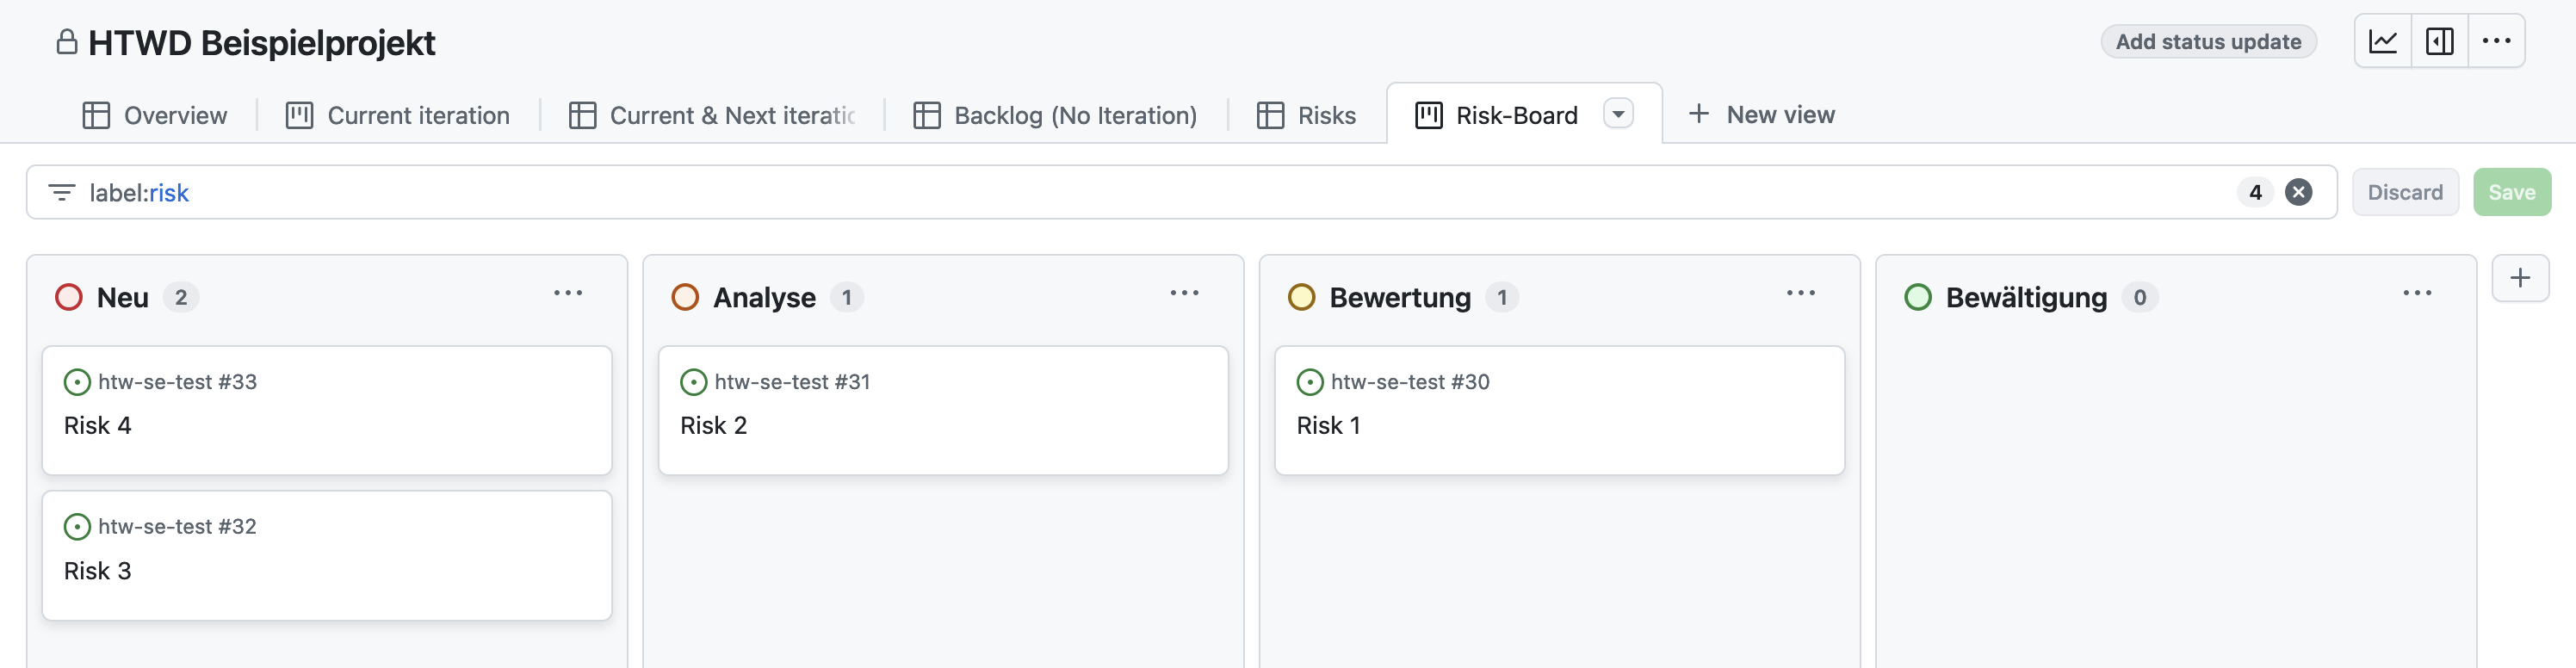 HTWD Beispielprojekt
Add status update
Overview
Current iteration
Current & Next iteratic
Backlog (No Iteration)
Risks
Risk-Board
New view
label:risk
4
Discard
Save
Neu 2
htw-se-test #33
Risk 4
htw-se-test #32
Risk 3
Analyse 1
htw-se-test #31
Risk 2
Bewertung 1
htw-se-test #30
Risk 1
Bewältigung 0